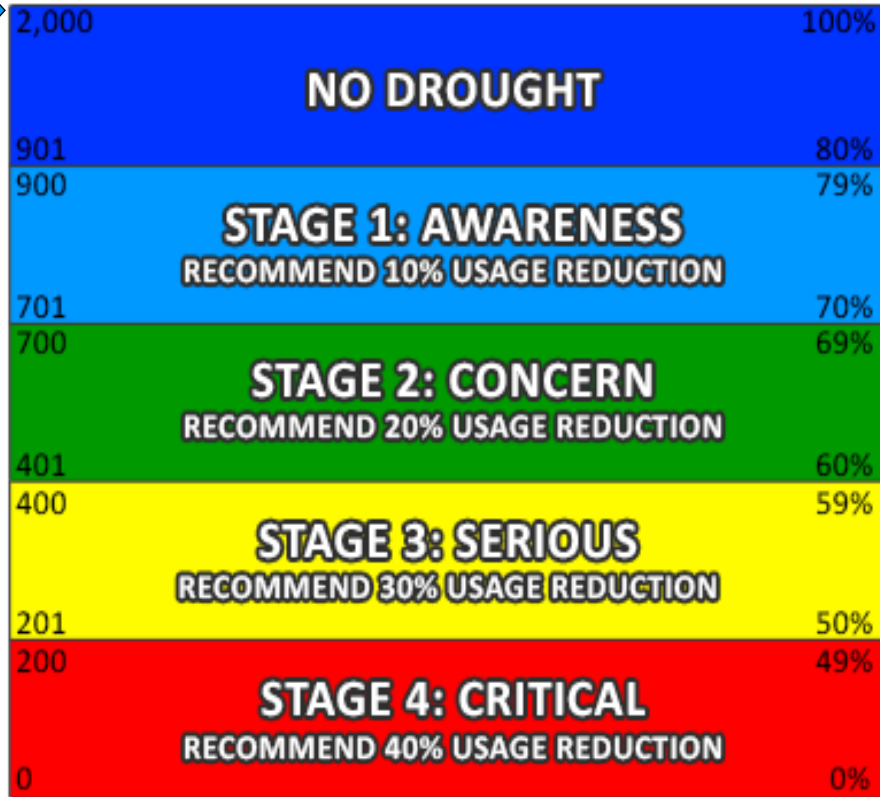 2,000 100%
NO DROUGHT
901 80%
900 79%
STAGE 1: AWARENESS
RECOMMEND 10% USAGE REDUCTION
701 70%
700 69%
STAGE 2: CONCERN
RECOMMEND 20% USAGE REDUCTION
401 60%
400 59%
STAGE 3: SERIOUS
RECOMMEND 30% USAGE REDUCTION
201 50%
200 49%
STAGE 4: CRITICAL
RECOMMEND 40% USAGE REDUCTION
0 0%